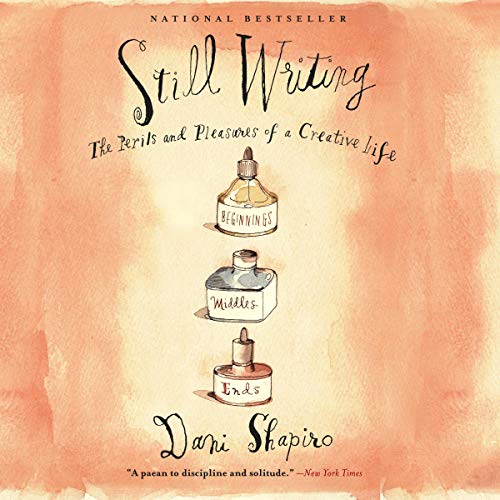 NATIONAL BESTSELLER
Still Writing
The Perils and Pleasures of a Creative Life
BEGINNINGS
Middles
Ends
Dani Shapiro
"A paean to discipline and solitude." —New York Times